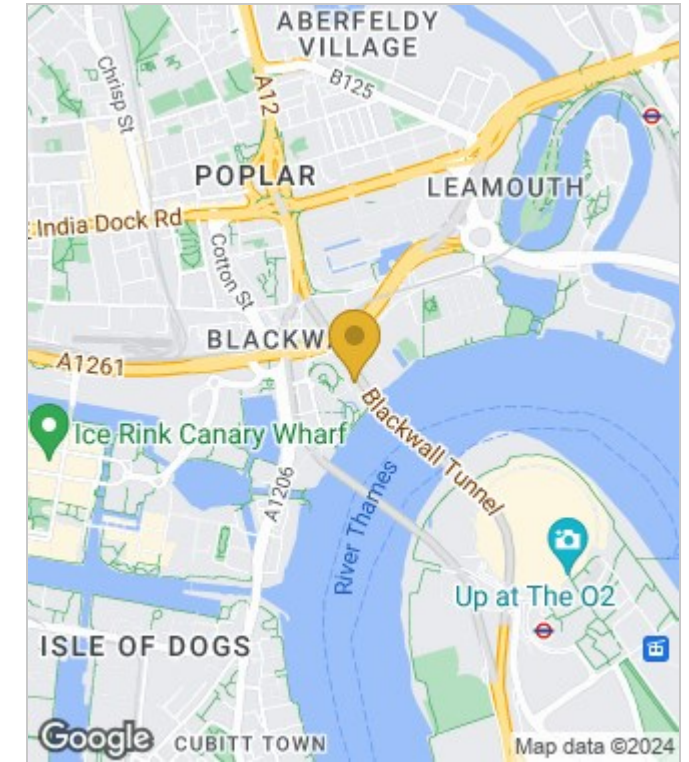 ABERFELDY
VILLAGE
Chrisp St
A12
B125
POPLAR
LEAMOUTH
India Dock Rd
Cotton St
BLACKW
A1261
Blackwall Tunnel
Ice Rink Canary Wharf
A1206
River Thames
Up at The O2
ISLE OF DOGS
Google
CUBITT TOWN
Map data ©2024